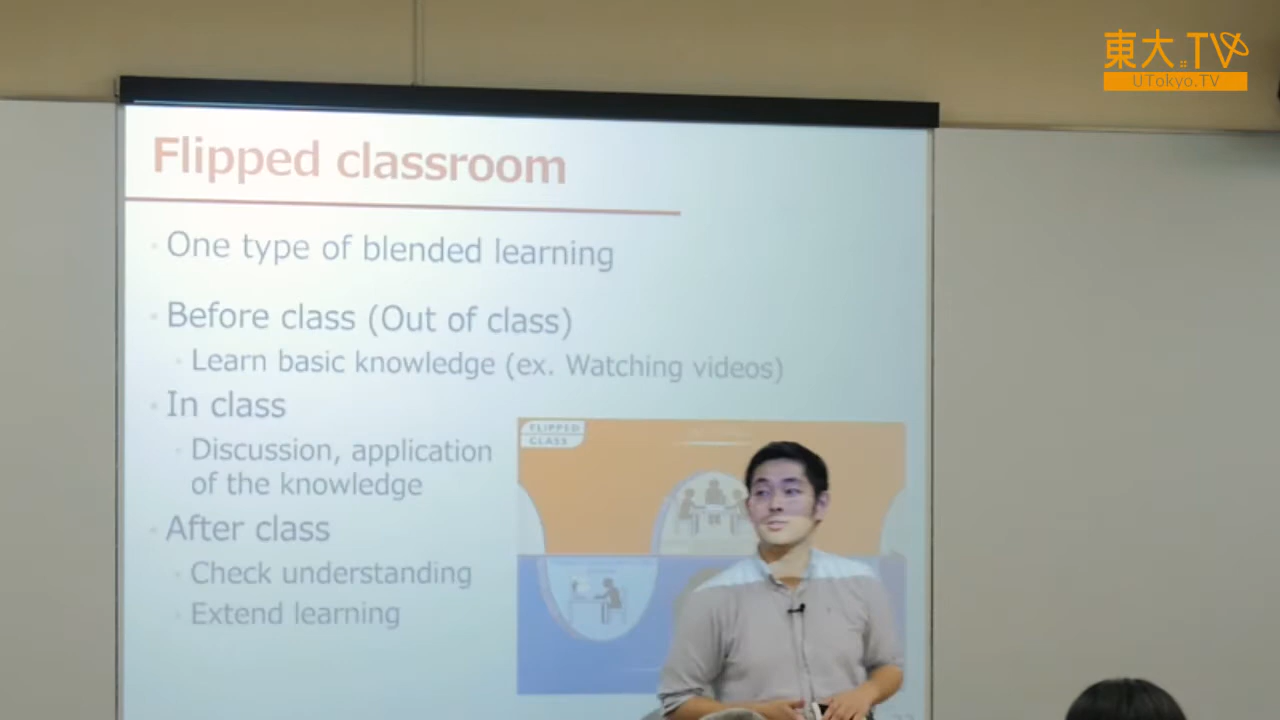 東大.TV
UTokyo.TV
Flipped classroom
One type of blended learning
Before class (Out of class)
Learn basic knowledge (ex. Watching videos)
In class
Discussion, application
of the knowledge
After class
Check understanding
Extend learning
FLIPPED
CLASS